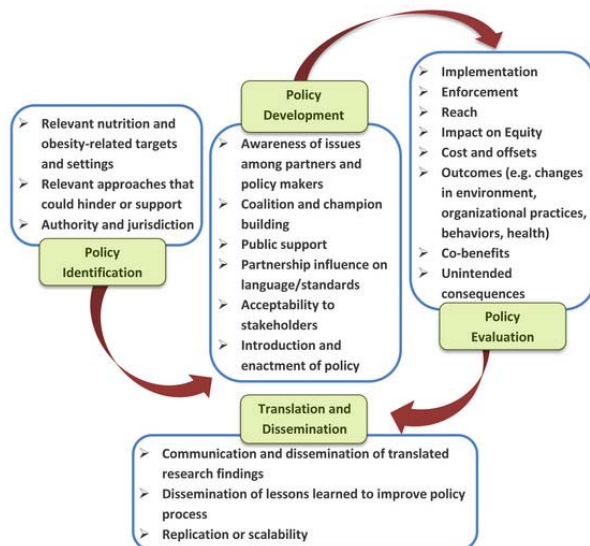 ➢ Relevant nutrition and
obesity-related targets
and settings
➢ Relevant approaches that
could hinder or support
➢ Authority and jurisdiction
Policy
Identification
Policy
Development
➢ Awareness of issues
among partners and
policy makers
➢ Coalition and champion
building
➢ Public support
➢ Partnership influence on
language/standards
➢ Acceptability to
stakeholders
➢ Introduction and
enactment of policy
➢ Implementation
➢ Enforcement
➢ Reach
➢ Impact on Equity
➢ Cost and offsets
➢ Outcomes (e.g. changes
in environment,
organizational practices,
behaviors, health)
➢ Co-benefits
➢ Unintended
consequences
Policy
Evaluation
Translation and
Dissemination
➢ Communication and dissemination of translated
research findings
➢ Dissemination of lessons learned to improve policy
process
➢ Replication or scalability